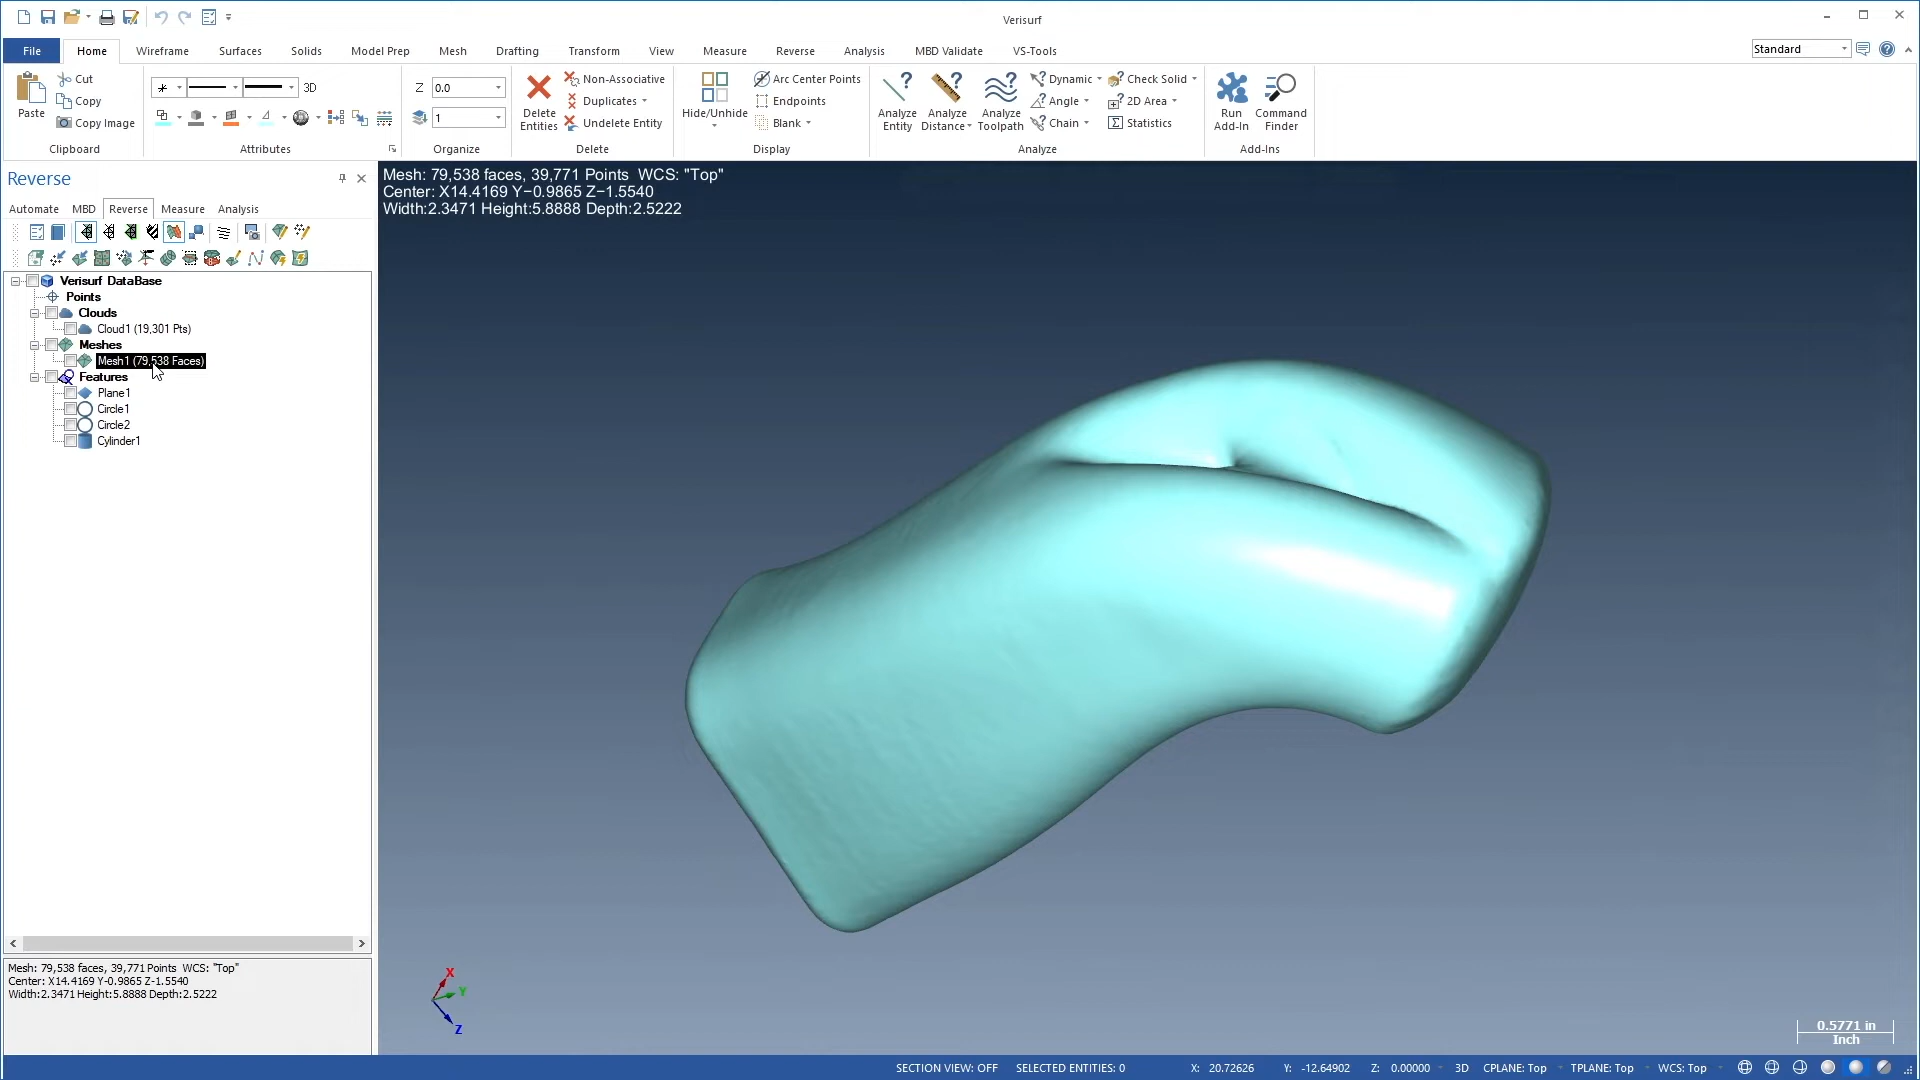 Verisurf
File Home Wireframe Surfaces Solids Model Prep Mesh Drafting Transform View Measure Reverse Analysis MBD Validate VS-Tools Standard
Paste
Cut
Copy
Copy Image
Clipboard
3D
Attributes
Z 0.0
1
Organize
Delete Entities
Non-Associative
Duplicates
Undelete Entity
Delete
Hide/Unhide
Arc Center Points
Endpoints
Blank
Display
Analyze Entity
Analyze Distance
Analyze Toolpath
Dynamic
Angle
Chain
Check Solid
2D Area
Statistics
Analyze
Run Add-In
Command Finder
Add-Ins
Reverse
Automate MBD Reverse Measure Analysis
Verisurf DataBase
Points
Clouds
Cloud1 (19,301 Pts)
Meshes
Mesh1 (79,538 Faces)
Features
Plane1
Circle1
Circle2
Cylinder1
Mesh: 79,538 faces, 39,771 Points WCS: "Top"
Center: X14.4169 Y-0.9865 Z-1.5540
Width:2.3471 Height:5.8888 Depth:2.5222
Mesh: 79,538 faces, 39,771 Points WCS: "Top"
Center: X14.4169 Y−0.9865 Z−1.5540
Width:2.3471 Height:5.8888 Depth:2.5222
X
Y
Z
0.5771 in
Inch
SECTION VIEW: OFF SELECTED ENTITIES: 0 X: 20.72626 Y: -12.64902 Z: 0.00000 3D CPLANE: Top TPLANE: Top WCS: Top